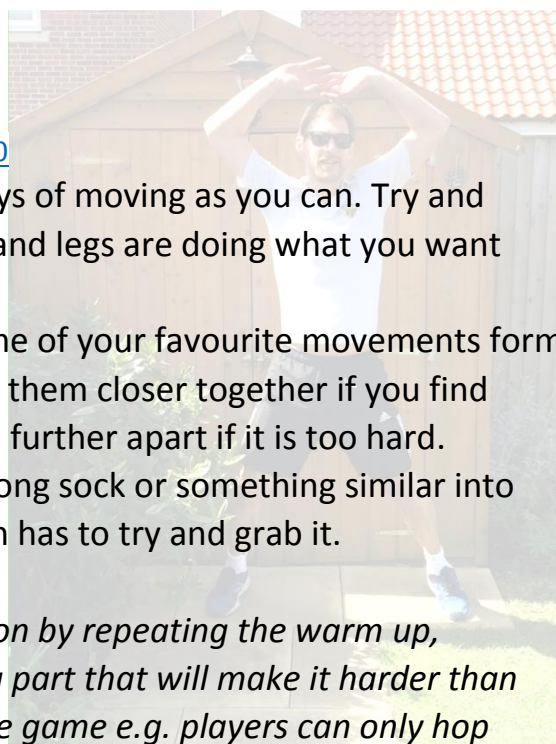 ys of moving as you can. Try and
and legs are doing what you want
of your favourite movements form
them closer together if you find
further apart if it is too hard.
sock or something similar into
has to try and grab it.
on by repeating the warm up,
part that will make it harder than
game e.g. players can only hop